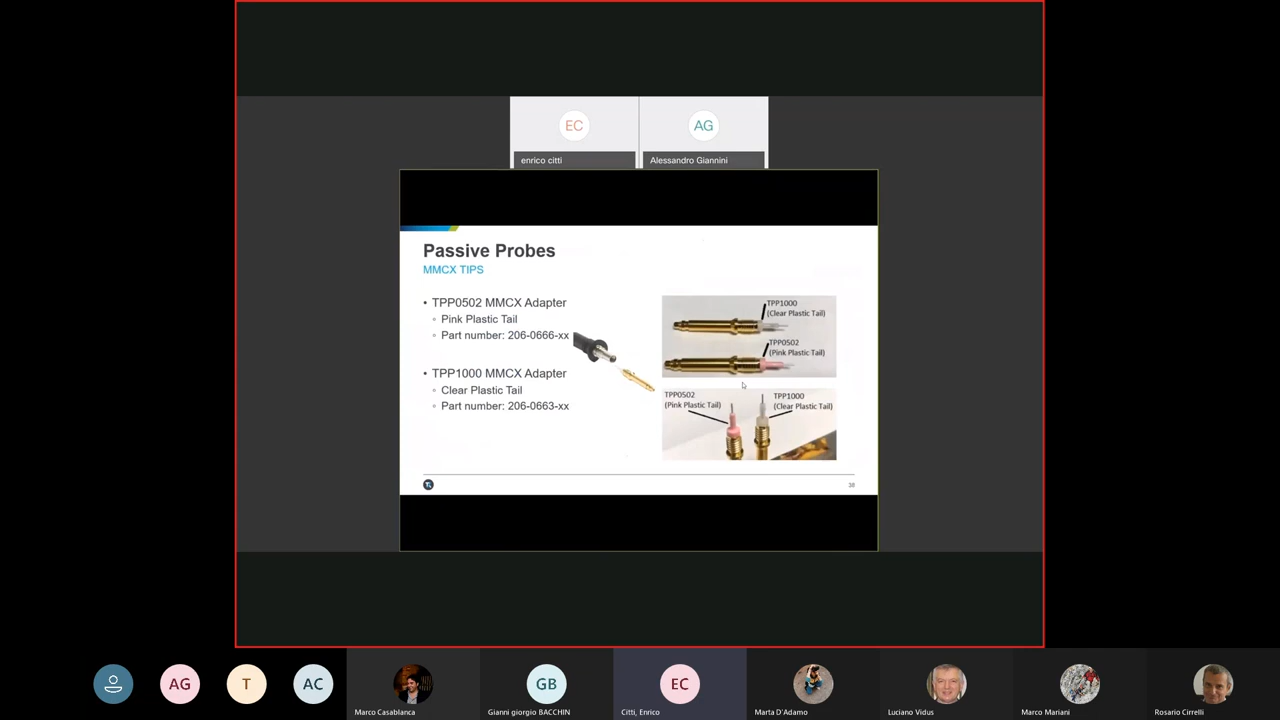 EC
AG
enrico citti
Alessandro Giannini
Passive Probes
MMCX TIPS
• TPP0502 MMCX Adapter
Pink Plastic Tail
Part number: 206-0666-xx
• TPP1000 MMCX Adapter
Clear Plastic Tail
Part number: 206-0663-xx
TPP1000
(Clear Plastic Tail)
TPP0502
(Pink Plastic Tail)
TPP0502
(Pink Plastic Tail)
TPP1000
(Clear Plastic Tail)
38
AG
T
AC
GB
EC
Marco Casablanca
Gianni giorgio BACCHIN
Citti, Enrico
Marta D'Adamo
Luciano Vidus
Marco Mariani
Rosario Cirrelli